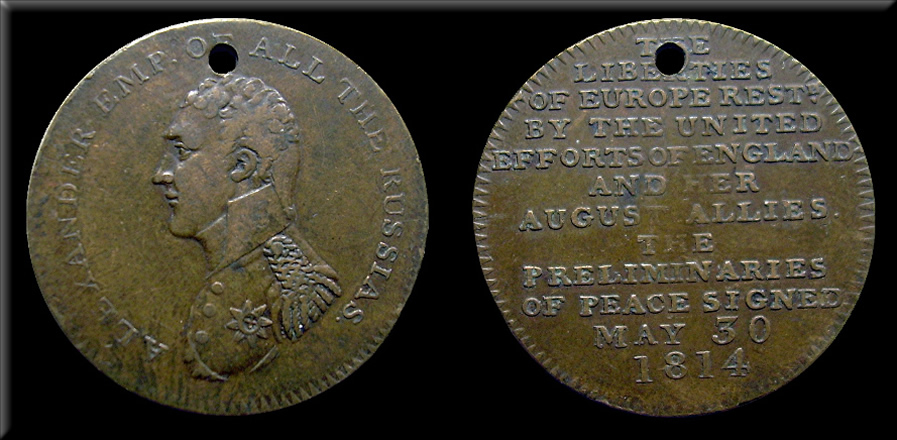 ALEXANDER EMP. OF ALL THE RUSSIAS.
THE
LIBERTIES
OF EUROPE REST:
BY THE UNITED
EFFORTS OF ENGLAND
AND HER
AUGUST ALLIES
THE
PRELIMINARIES
OF PEACE SIGNED
MAY 30
1814